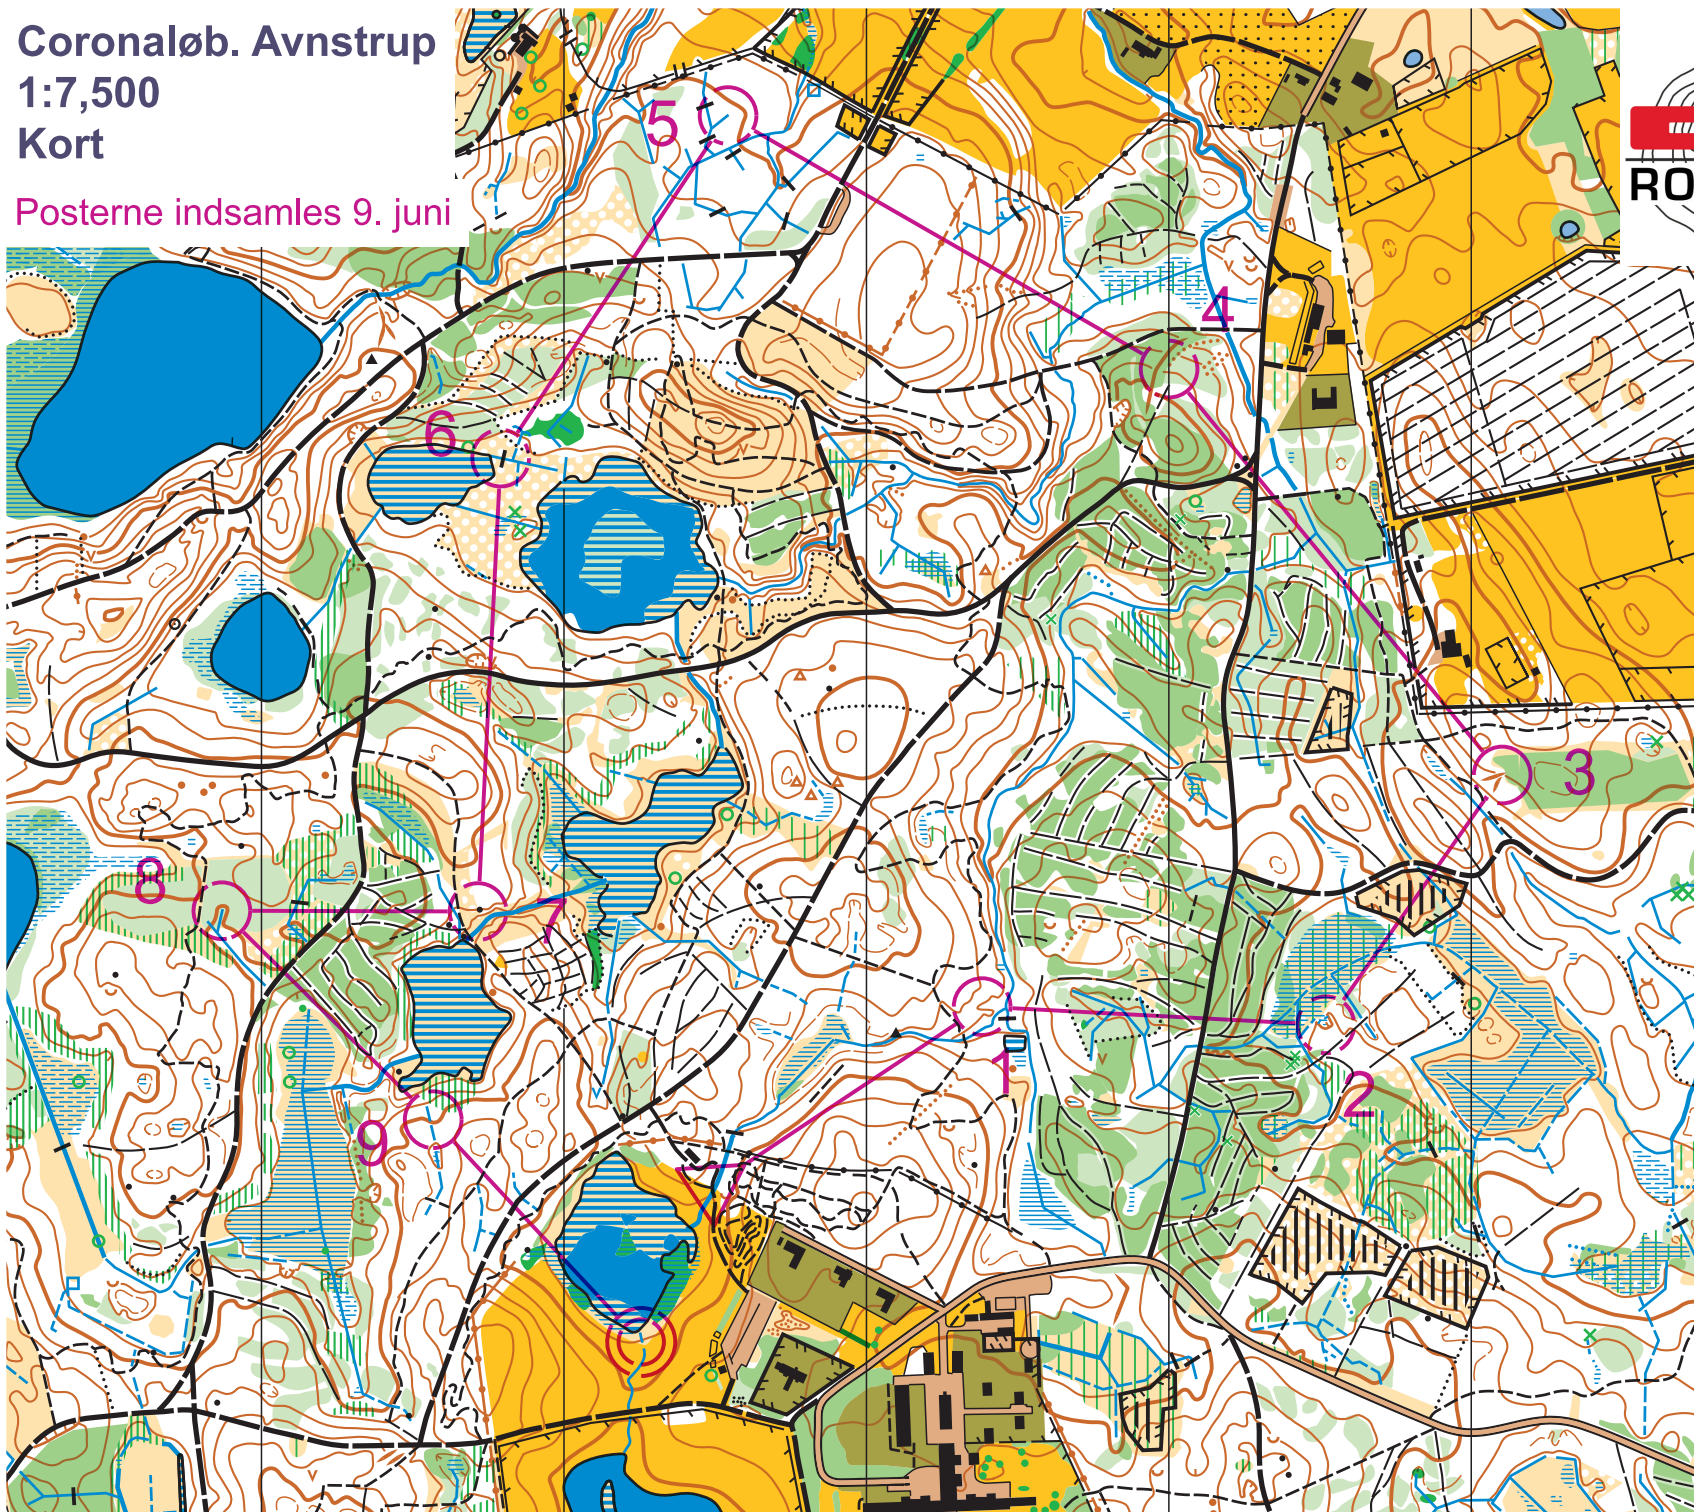 Coronaløb. Avnstrup
1:7,500
Kort
Posterne indsamles 9. juni
RO
5
4
6
3
8
7
1
2
9